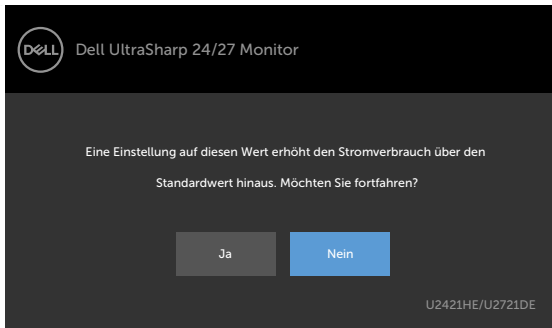 DELL
Dell UltraSharp 24/27 Monitor
Eine Einstellung auf diesen Wert erhöht den Stromverbrauch über den
Standardwert hinaus. Möchten Sie fortfahren?
Ja
Nein
U2421HE/U2721DE